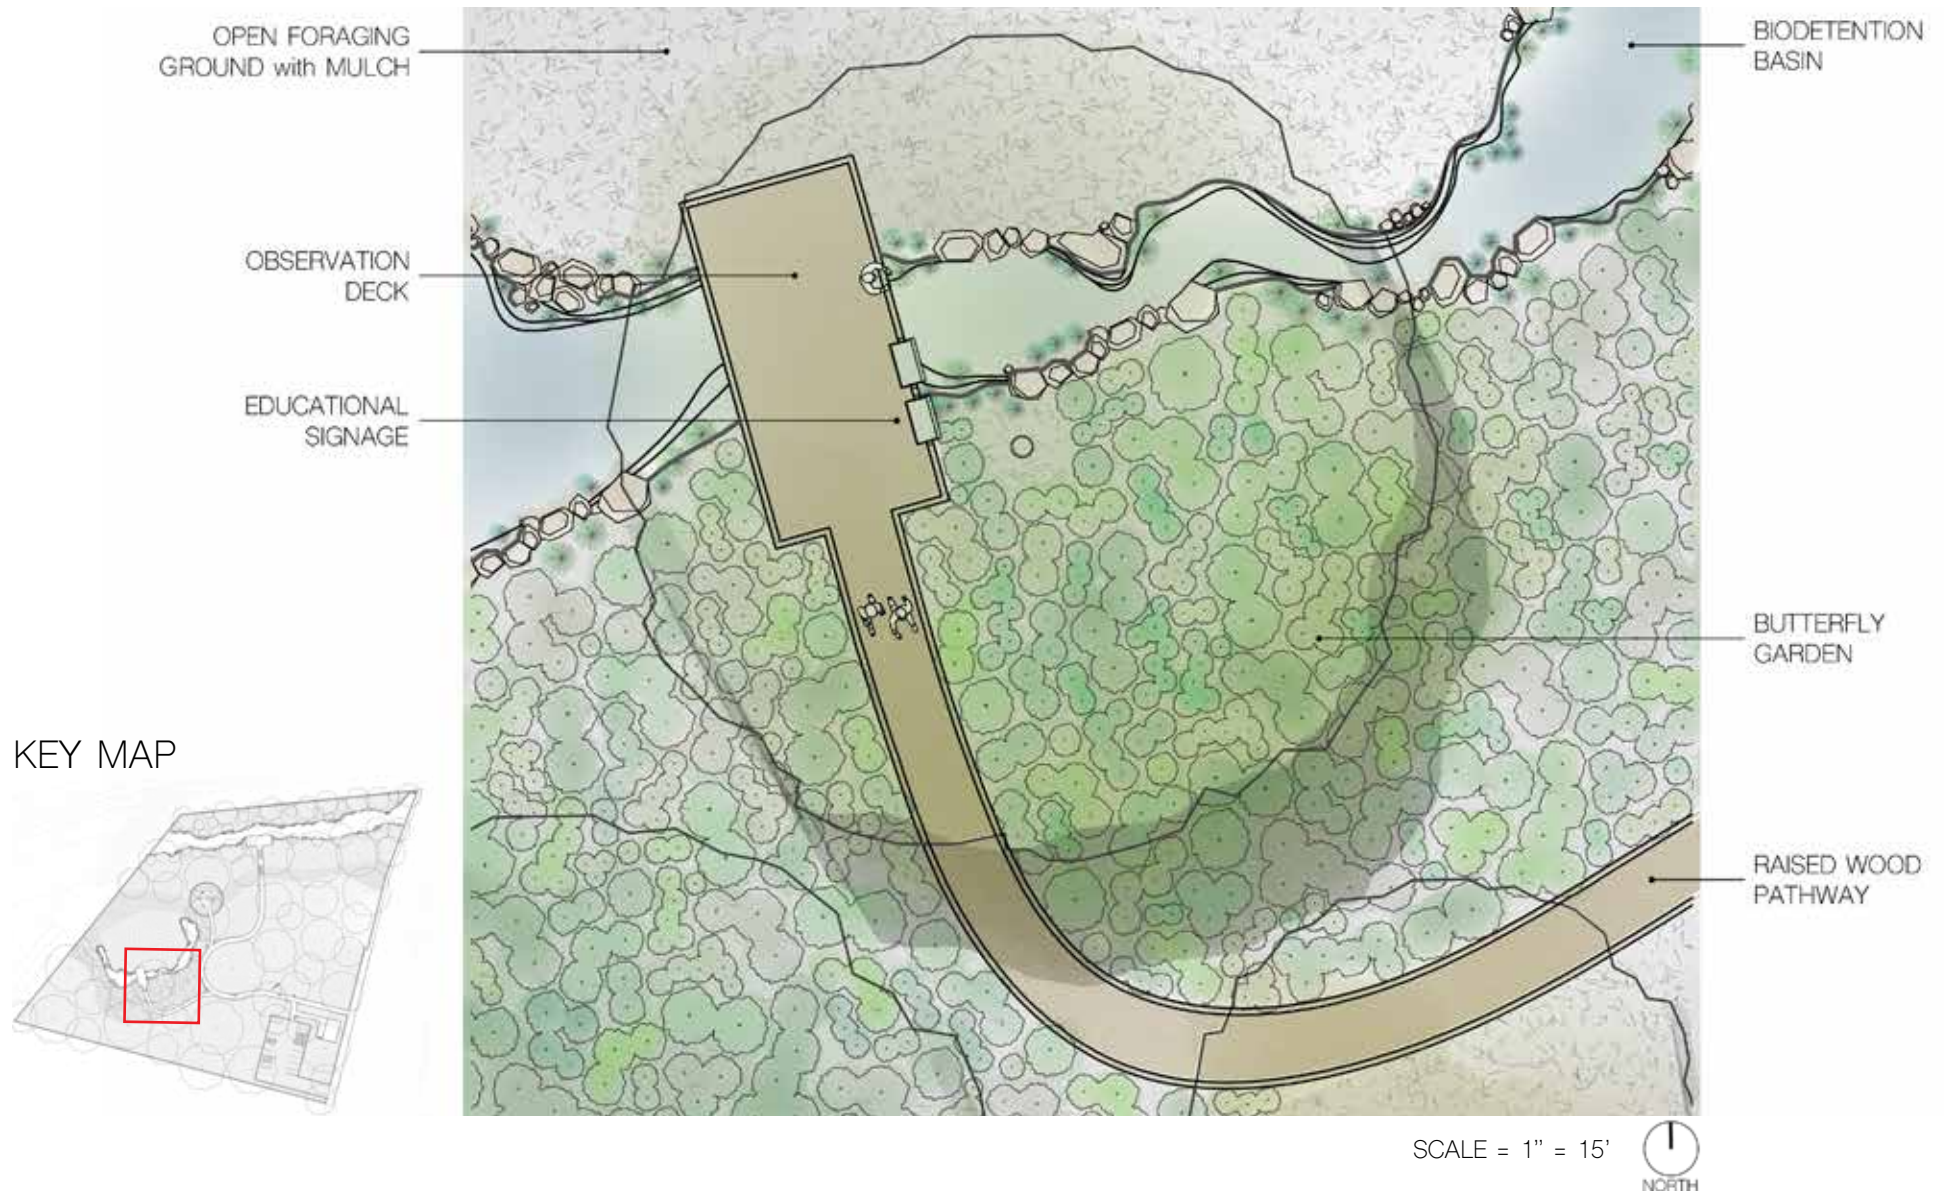 OPEN FORAGING
GROUND with MULCH
BIODETENTION
BASIN
OBSERVATION
DECK
EDUCATIONAL
SIGNAGE
BUTTERFLY
GARDEN
KEY MAP
RAISED WOOD
PATHWAY
SCALE = 1” = 15’
NORTH